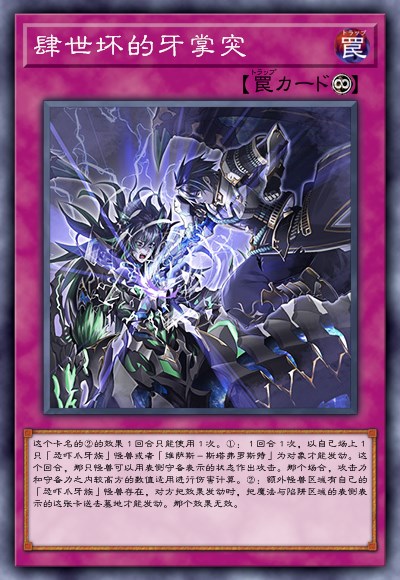 肆世坏的牙掌突
トラップ
罠
トラップ
【罠カード】
这个卡名的②的效果1回合只能使用1次。①：1回合1次，以自己场上1
只「恐吓爪牙族」怪兽或者「维萨斯-斯塔弗罗斯特」为对象才能发动。这
个回合，那只怪兽可以用表侧守备表示的状态作出攻击。那个场合，攻击力
和守备力之内较高方的数值适用进行伤害计算。②：额外怪兽区域有自己的
「恐吓爪牙族」怪兽存在，对方把效果发动时，把魔法与陷阱区域的表侧表
示的这张卡送去墓地才能发动。那个效果无效。